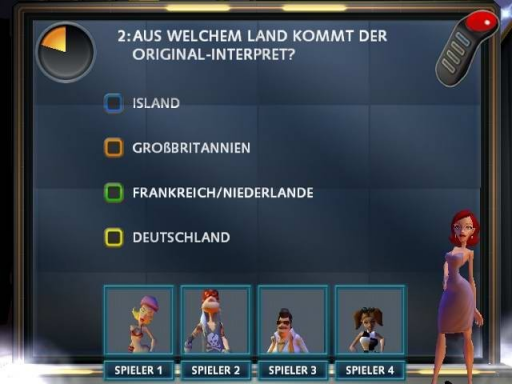 2: AUS WELCHEM LAND KOMMT DER
ORIGINAL-INTERPRET?
ISLAND
GROßBRITANNIEN
FRANKREICH/NIEDERLANDE
DEUTSCHLAND
SPIELER 1 SPIELER 2 SPIELER 3 SPIELER 4